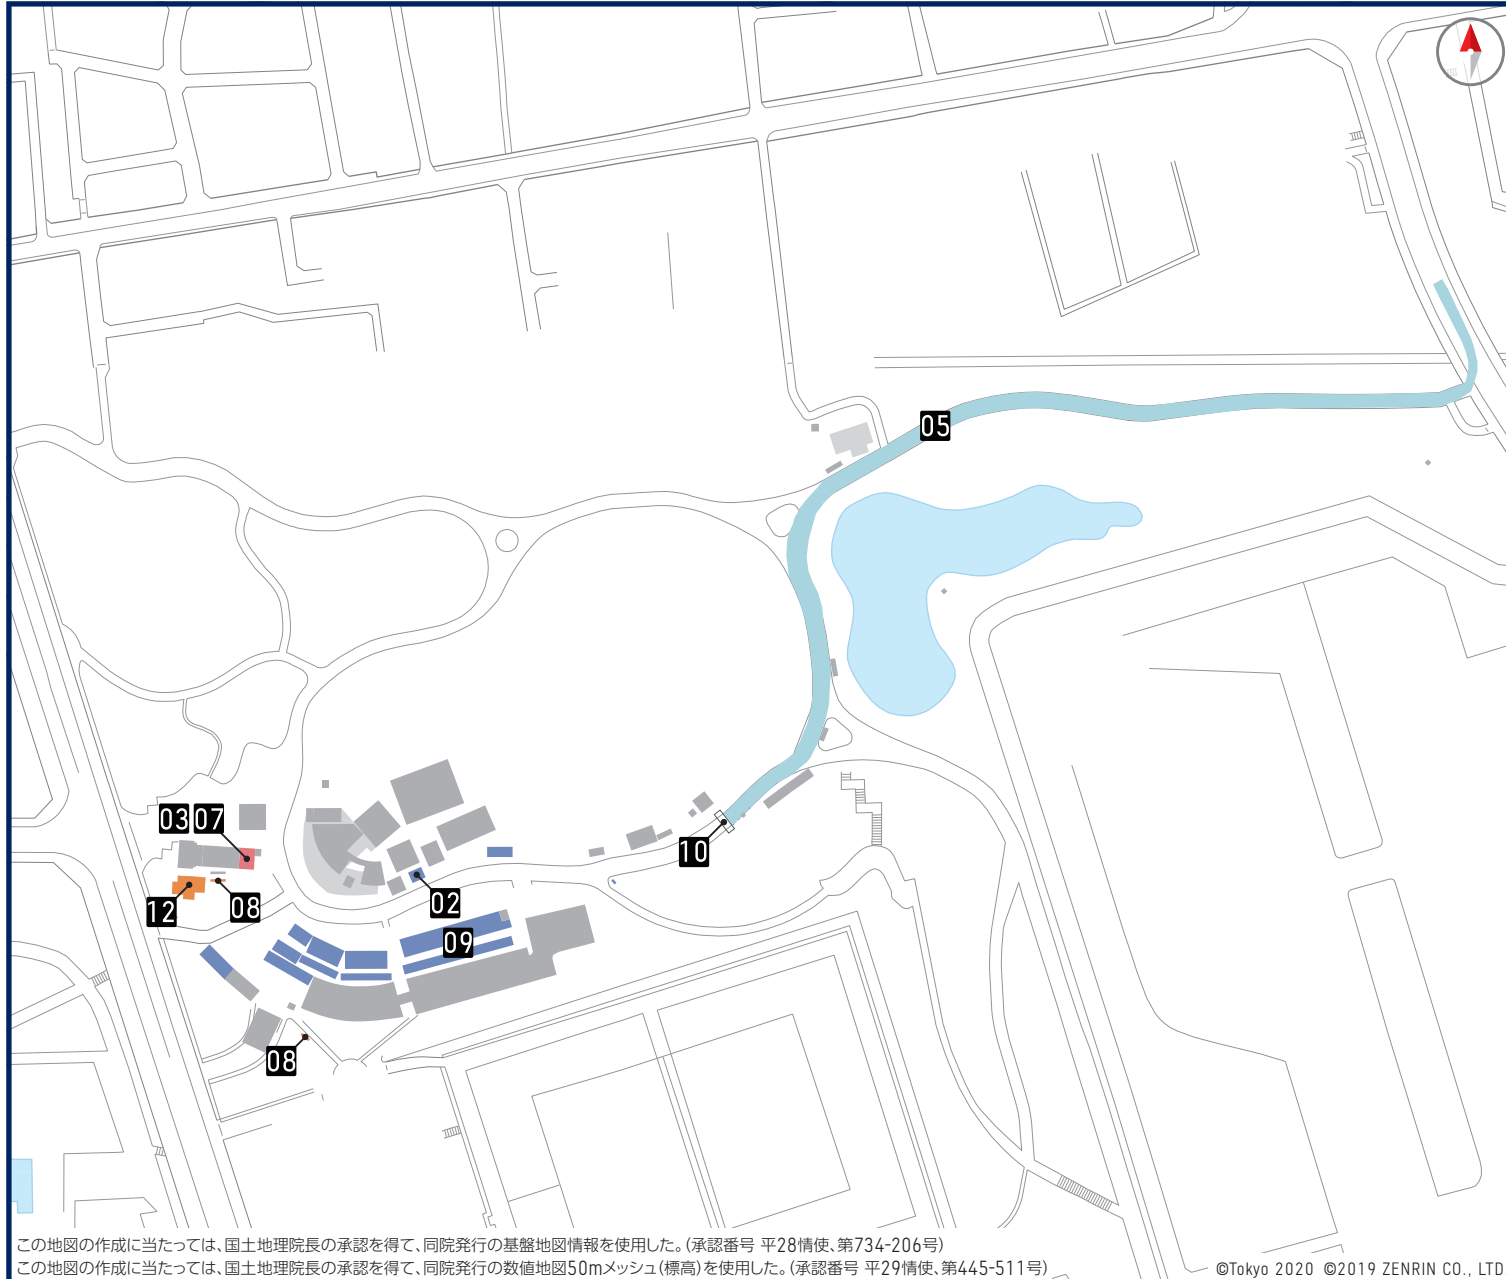 05
10
03 07
12
08
02
09
08
この地図の作成に当たっては、国土地理院長の承認を得て、同院発行の基盤地図情報を使用した。(承認番号 平28情使、第734-206号)
この地図の作成に当たっては、国土地理院長の承認を得て、同院発行の数値地図50mメッシュ(標高)を使用した。(承認番号 平29情使、第445-511号)
©Tokyo 2020 ©2019 ZENRIN CO., LTD